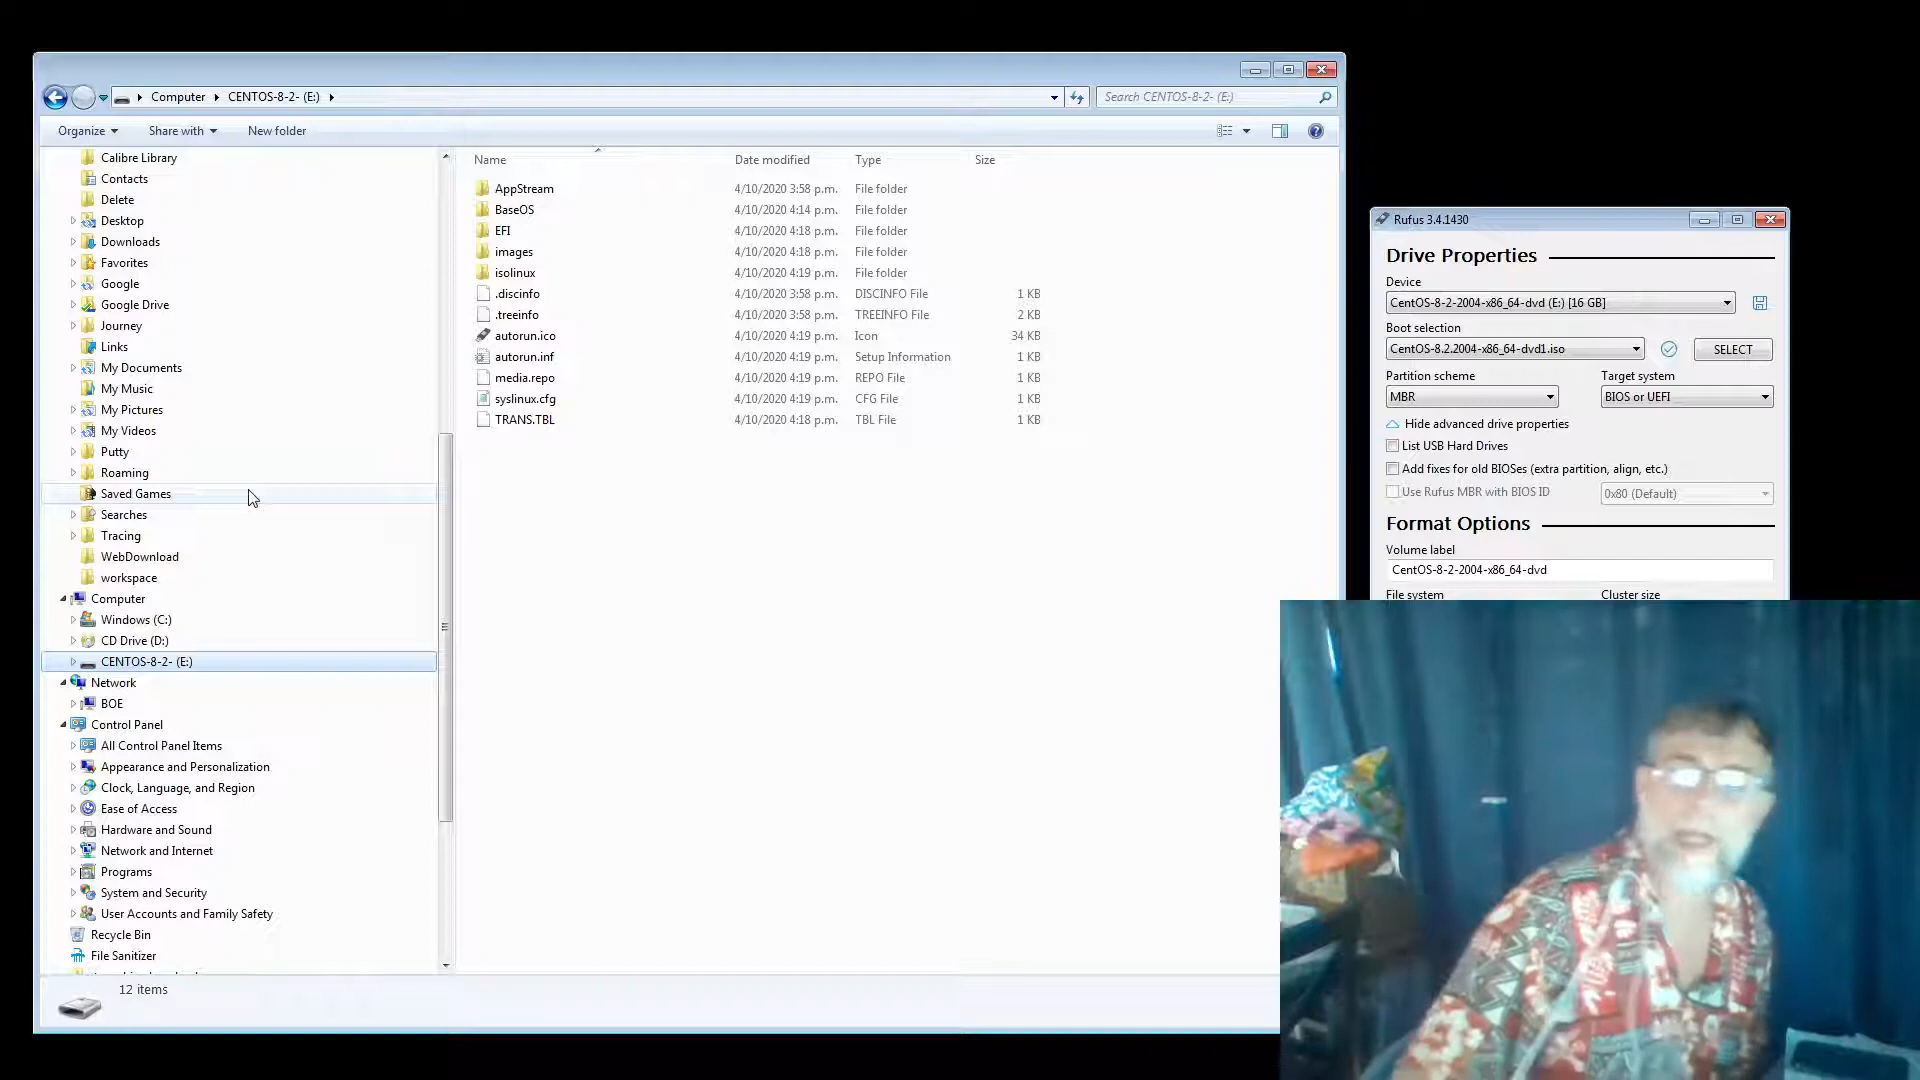 Computer CENTOS-8-2- (E:)
Search CENTOS-8-2- (E:)
Organize Share with New folder
Calibre Library
Contacts
Delete
Desktop
Downloads
Favorites
Google
Google Drive
Journey
Links
My Documents
My Music
My Pictures
My Videos
Putty
Roaming
Saved Games
Searches
Tracing
WebDownload
workspace
Computer
Windows (C:)
CD Drive (D:)
CENTOS-8-2- (E:)
Network
BOE
Control Panel
All Control Panel Items
Appearance and Personalization
Clock, Language, and Region
Ease of Access
Hardware and Sound
Network and Internet
Programs
System and Security
User Accounts and Family Safety
Recycle Bin
File Sanitizer
Name Date modified Type Size
AppStream 4/10/2020 3:58 p.m. File folder
BaseOS 4/10/2020 4:14 p.m. File folder
EFI 4/10/2020 4:18 p.m. File folder
images 4/10/2020 4:18 p.m. File folder
isolinux 4/10/2020 4:19 p.m. File folder
.discinfo 4/10/2020 3:58 p.m. DISCINFO File 1 KB
.treeinfo 4/10/2020 3:58 p.m. TREEINFO File 2 KB
autorun.ico 4/10/2020 4:19 p.m. Icon 34 KB
autorun.inf 4/10/2020 4:19 p.m. Setup Information 1 KB
media.repo 4/10/2020 4:19 p.m. REPO File 1 KB
syslinux.cfg 4/10/2020 4:19 p.m. CFG File 1 KB
TRANS.TBL 4/10/2020 4:18 p.m. TBL File 1 KB
12 items
Rufus 3.4.1430
Drive Properties
Device
CentOS-8-2-2004-x86_64-dvd (E:) [16 GB]
Boot selection
CentOS-8.2.2004-x86_64-dvd1.iso SELECT
Partition scheme Target system
MBR BIOS or UEFI
Hide advanced drive properties
List USB Hard Drives
Add fixes for old BIOSes (extra partition, align, etc.)
Use Rufus MBR with BIOS ID 0x80 (Default)
Format Options
Volume label
CentOS-8-2-2004-x86_64-dvd
File system Cluster size